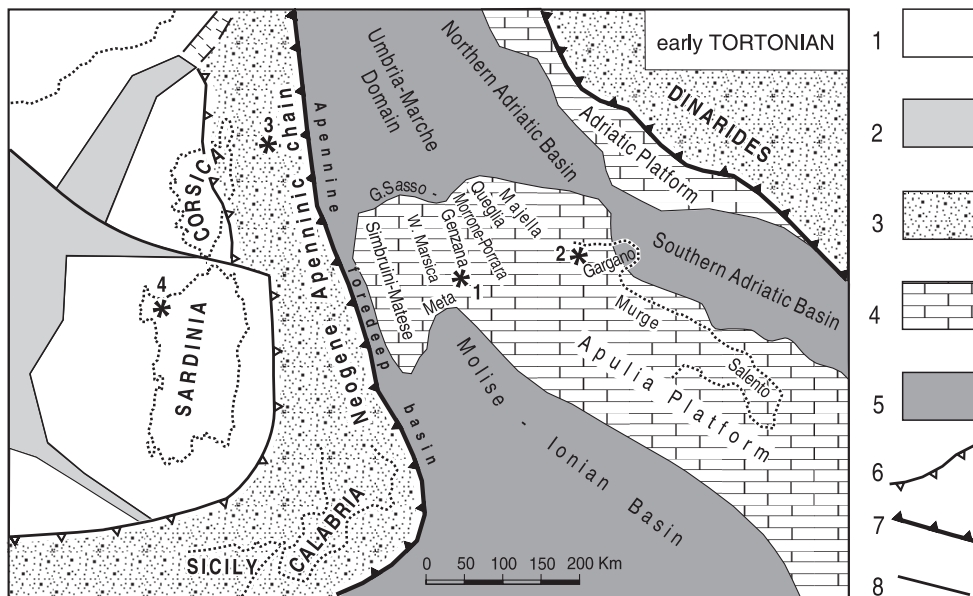 early TORTONIAN
Umbria-Marche
Domain
Northern Adriatic Basin
Adriatic Platform
DINARIDES
Apennine
foredeep
basin
Neogene Apenninic chain
3
CORSICA
4
SARDINIA
G.Sasso -
Simbruini-Matese
W. Marsica
Meta
Genzana
Morrone-Porrara
Queglia
Majella
1
2
Gargano
Southern Adriatic Basin
Murge
Salento
Apulia Platform
Molise - Ionian Basin
CALABRIA
SICILY
0 50 100 150 200 Km
1
2
3
4
5
6
7
8